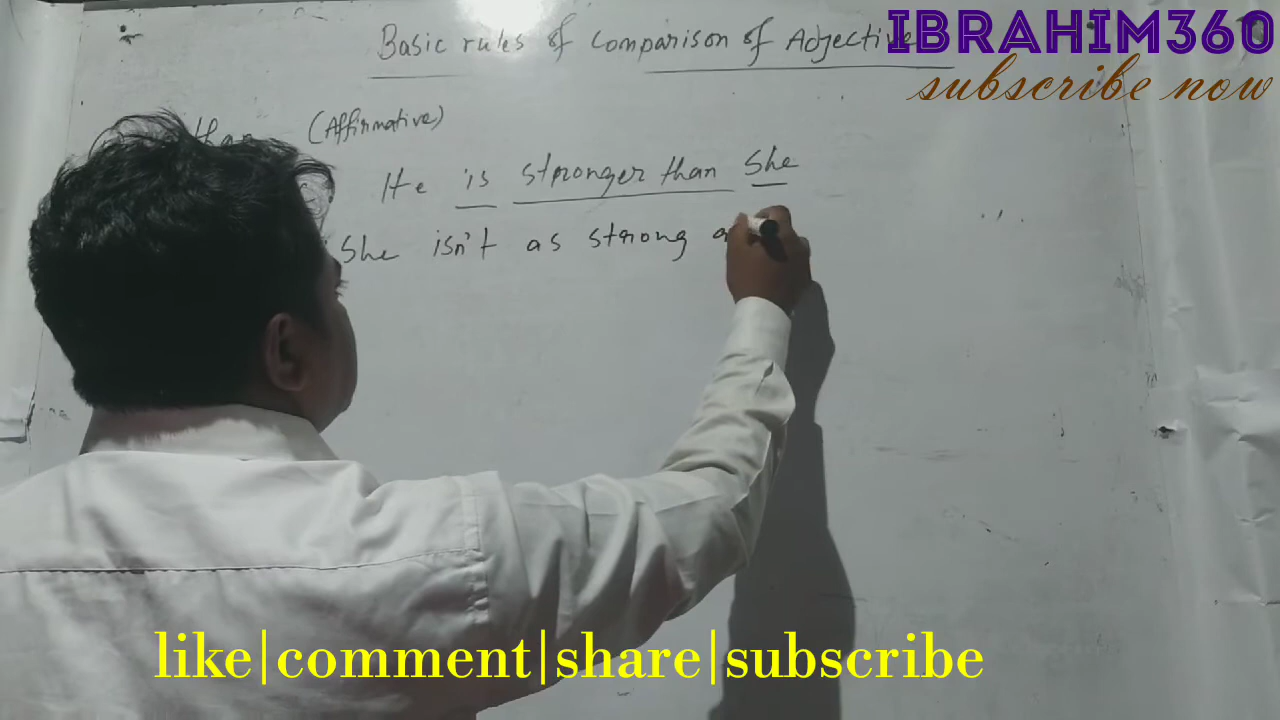 Basic rules of Comparison of Adjective
IBRAHIM360
subscribe now
than (Affirmative)
He is stronger than She
She isn't as strong
like|comment|share|subscribe